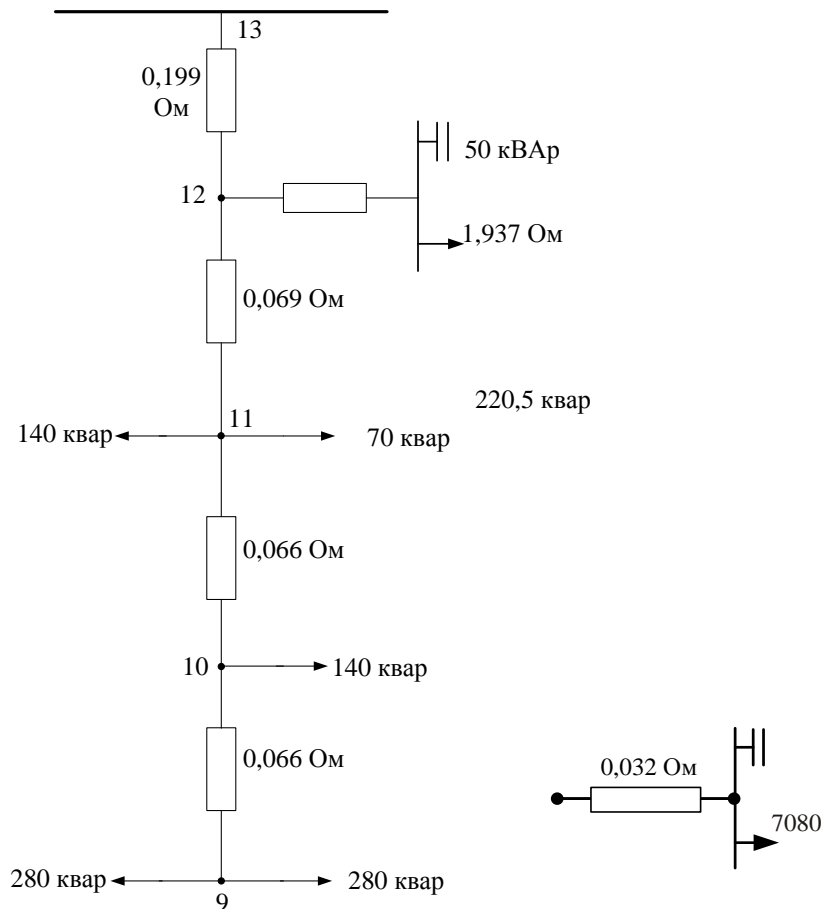 13
0,199
Ом
50 кВАр
12
1,937 Ом
0,069 Ом
220,5 квар
11
140 квар
70 квар
0,066 Ом
10
140 квар
0,066 Ом
0,032 Ом
7080
280 квар
280 квар
9